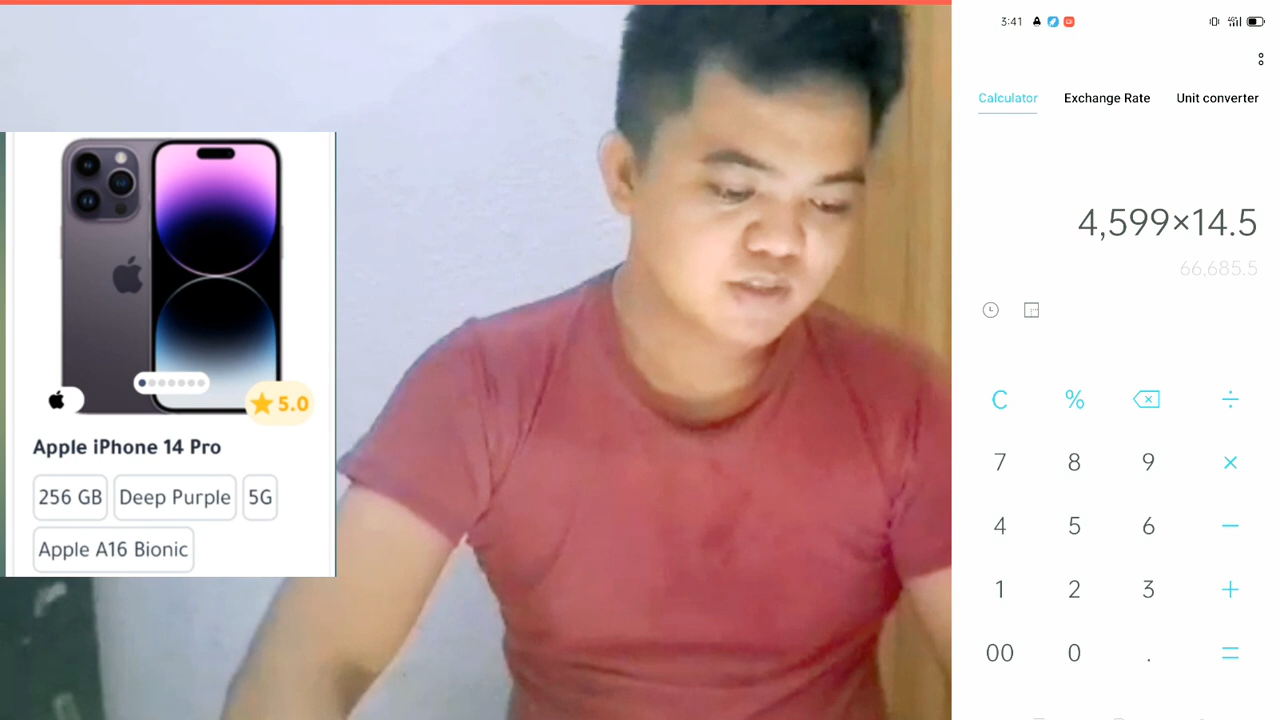 5.0
Apple iPhone 14 Pro
256 GB
Deep Purple
5G
Apple A16 Bionic
3:41
Calculator
Exchange Rate
Unit converter
4,599×14.5
66,685.5
C % ÷
7 8 9 ×
4 5 6 −
1 2 3 +
00 0 . =